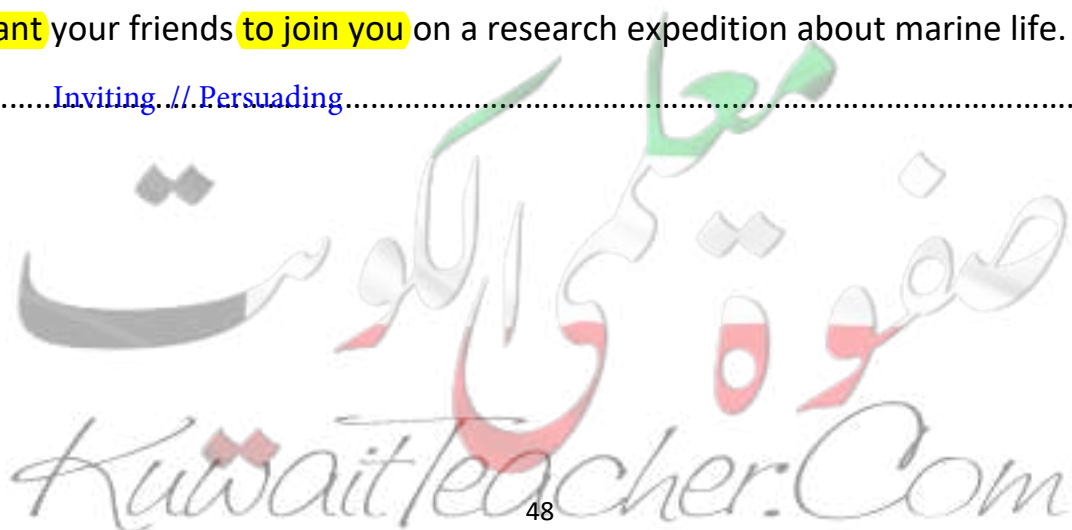 ant your friends to join you on a research expedition about marine life.
......Inviting // Persuading......................................................................
صفوة معلمى الكويت
KuwaitTeacher.Com
48